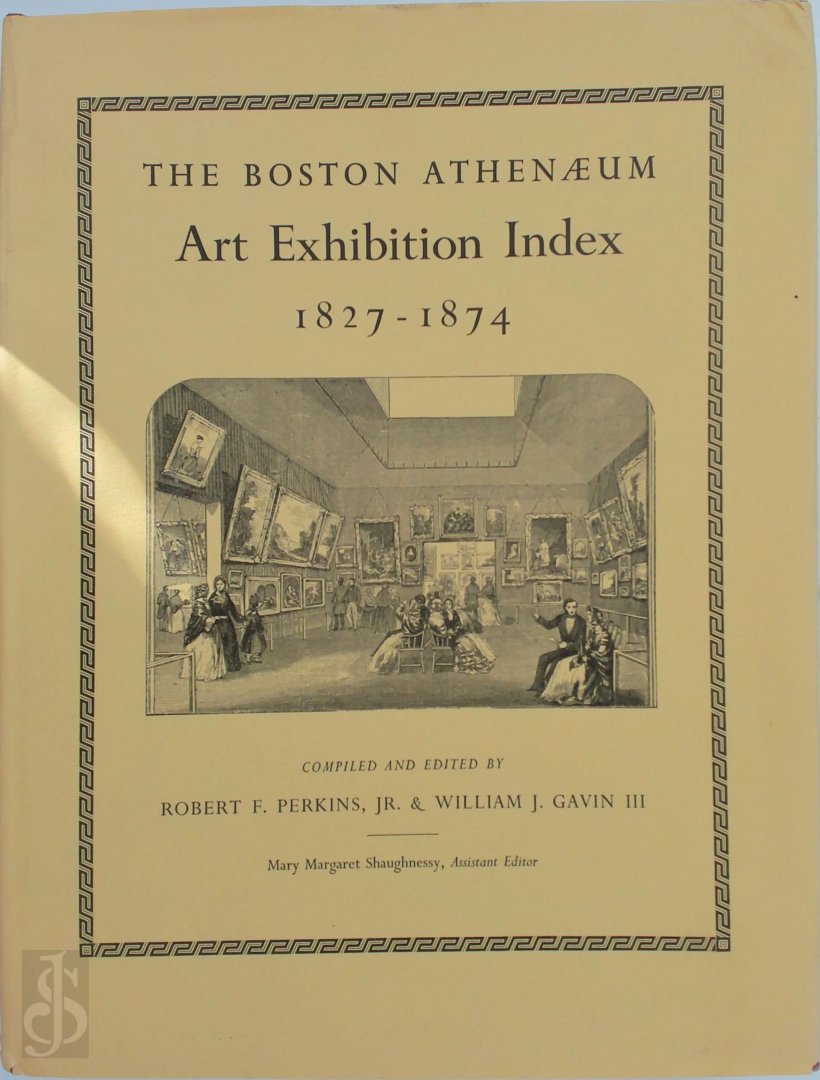 THE BOSTON ATHENÆUM
Art Exhibition Index
1827-1874
COMPILED AND EDITED BY
ROBERT F. PERKINS, JR. & WILLIAM J. GAVIN III
Mary Margaret Shaughnessy, Assistant Editor